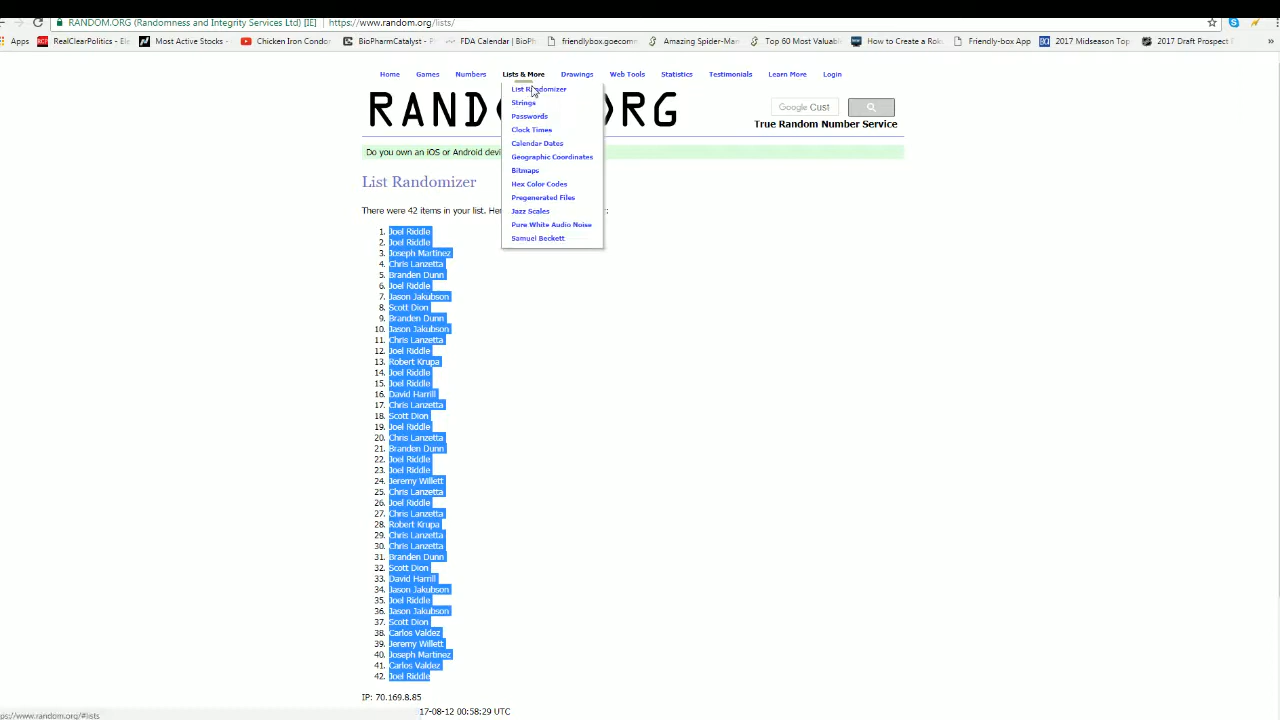 RANDOM.ORG (Randomness and Integrity Services Ltd) [IE] https://www.random.org/lists/
Apps RealClearPolitics - Ele Most Active Stocks - Chicken Iron Condor BioPharmCatalyst - FDA Calendar | BioPh friendlybox.goecomm Amazing Spider-Man Top 60 Most Valuabl How to Create a Rok Friendly-box App 2017 Midseason Top 2017 Draft Prospect »
Home Games Numbers Lists & More Drawings Web Tools Statistics Testimonials Learn More Login
List Randomizer
Strings
Passwords
Clock Times
Calendar Dates
Geographic Coordinates
Bitmaps
Hex Color Codes
Pregenerated Files
Jazz Scales
Pure White Audio Noise
Samuel Beckett
RAND ORG
Google Cust
True Random Number Service
Do you own an iOS or Android devi
List Randomizer
There were 42 items in your list. Her r:
1. Joel Riddle
2. Joel Riddle
3. Joseph Martinez
4. Chris Lanzetta
5. Branden Dunn
6. Joel Riddle
7. Jason Jakubson
8. Scott Dion
9. Branden Dunn
10. Jason Jakubson
11. Chris Lanzetta
12. Joel Riddle
13. Robert Krupa
14. Joel Riddle
15. Joel Riddle
16. David Harrill
17. Chris Lanzetta
18. Scott Dion
19. Joel Riddle
20. Chris Lanzetta
21. Branden Dunn
22. Joel Riddle
23. Joel Riddle
24. Jeremy Willett
25. Chris Lanzetta
26. Joel Riddle
27. Chris Lanzetta
28. Robert Krupa
29. Chris Lanzetta
30. Chris Lanzetta
31. Branden Dunn
32. Scott Dion
33. David Harrill
34. Jason Jakubson
35. Joel Riddle
36. Jason Jakubson
37. Scott Dion
38. Carlos Valdez
39. Jeremy Willett
40. Joseph Martinez
41. Carlos Valdez
42. Joel Riddle
IP: 70.169.8.85
ps://www.random.org/#lists 17-08-12 00:58:29 UTC